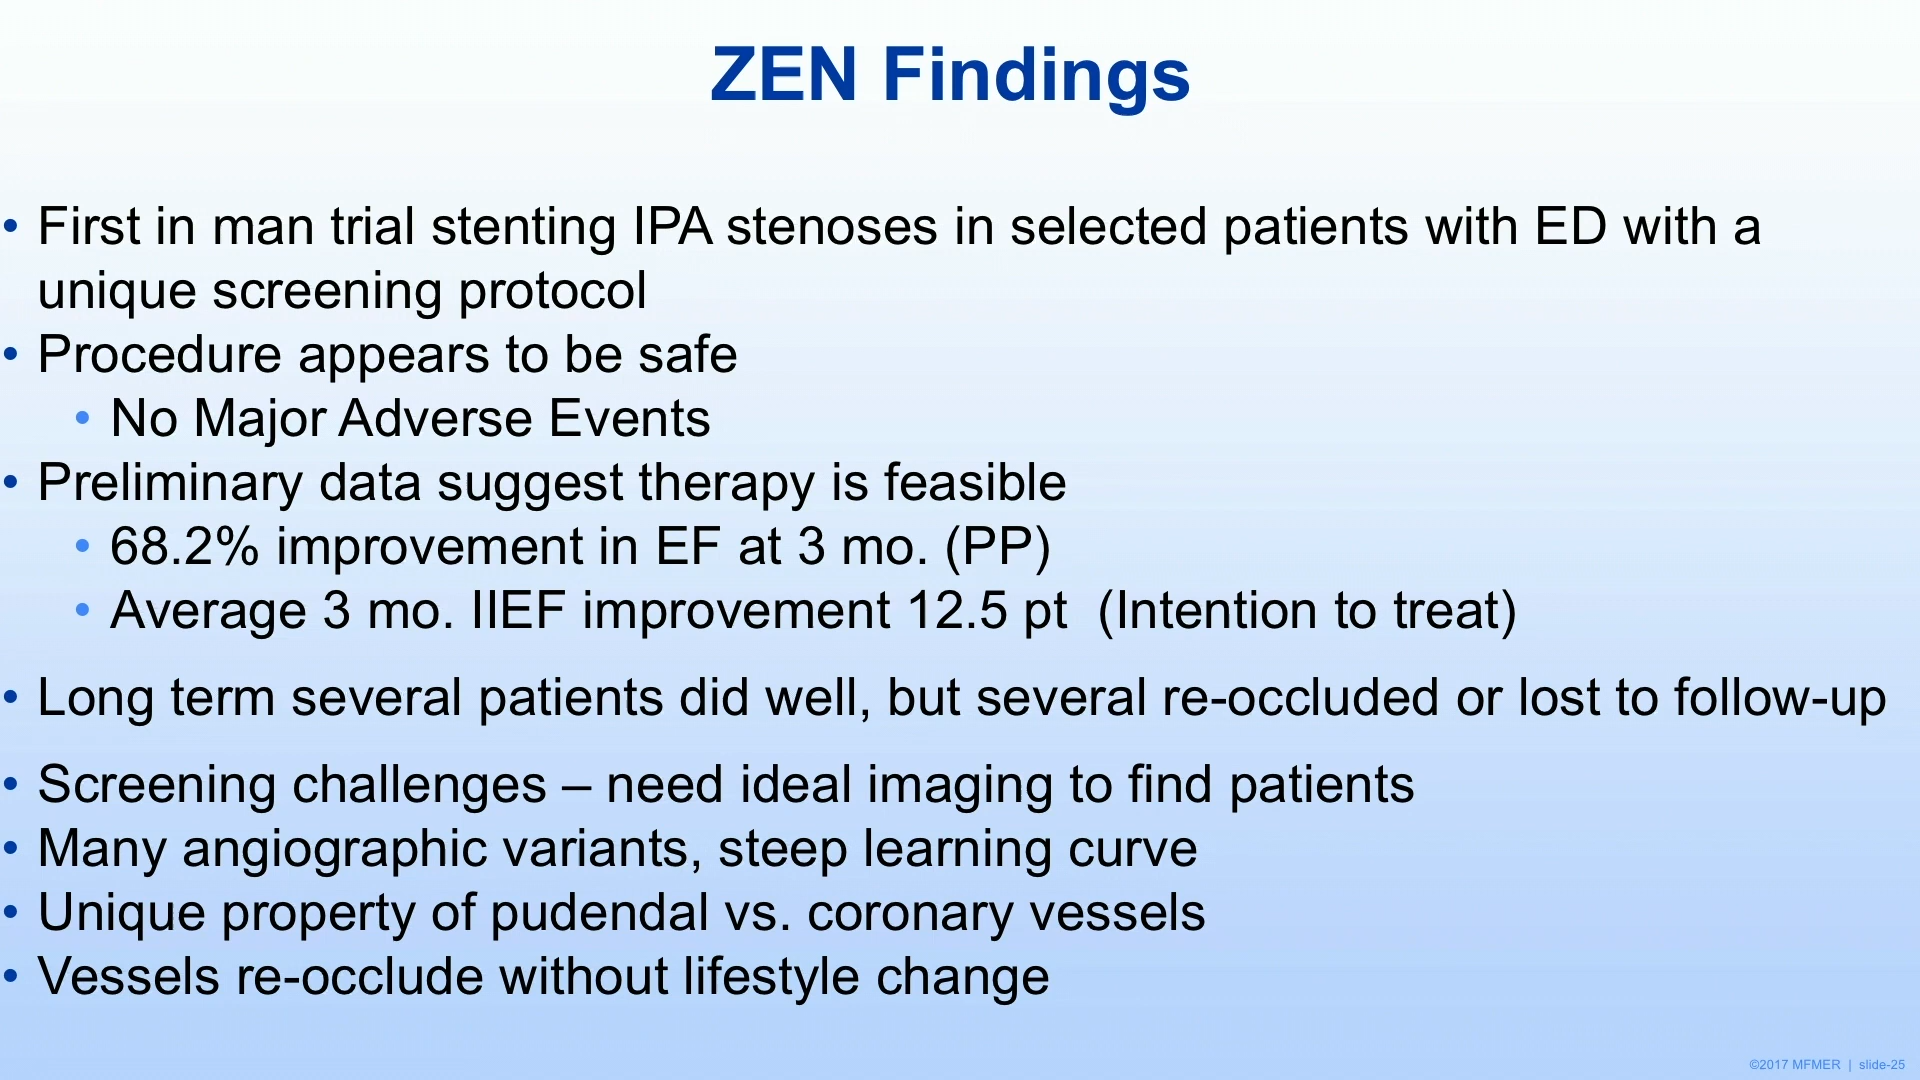 ZEN Findings
• First in man trial stenting IPA stenoses in selected patients with ED with a
unique screening protocol
• Procedure appears to be safe
• No Major Adverse Events
• Preliminary data suggest therapy is feasible
• 68.2% improvement in EF at 3 mo. (PP)
• Average 3 mo. IIEF improvement 12.5 pt  (Intention to treat)
• Long term several patients did well, but several re-occluded or lost to follow-up
• Screening challenges – need ideal imaging to find patients
• Many angiographic variants, steep learning curve
• Unique property of pudendal vs. coronary vessels
• Vessels re-occlude without lifestyle change
©2017 MFMER | slide-25